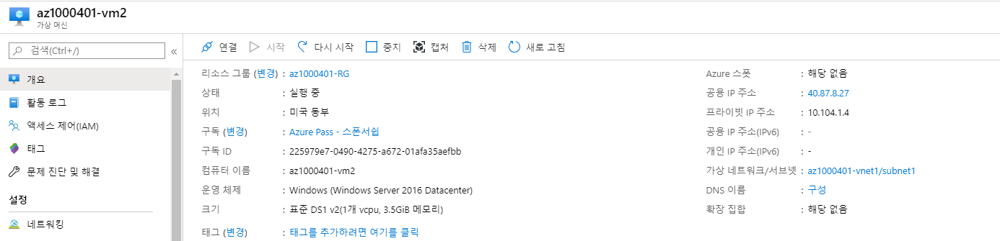 az1000401-vm2
가상 머신
검색(Ctrl+/)
«
연결 시작 다시 시작 중지 캡처 삭제 새로 고침
개요
활동 로그
액세스 제어(IAM)
태그
문제 진단 및 해결
설정
네트워킹
리소스 그룹 (변경) : az1000401-RG
상태 : 실행 중
위치 : 미국 동부
구독 (변경) : Azure Pass - 스폰서쉽
구독 ID : 225979e7-0490-4275-a672-01afa35aefbb
컴퓨터 이름 : az1000401-vm2
운영 체제 : Windows (Windows Server 2016 Datacenter)
크기 : 표준 DS1 v2(1개 vcpu, 3.5GiB 메모리)
태그 (변경) : 태그를 추가하려면 여기를 클릭
Azure 스폿 : 해당 없음
공용 IP 주소 : 40.87.8.27
프라이빗 IP 주소 : 10.104.1.4
공용 IP 주소(IPv6) : -
개인 IP 주소(IPv6) : -
가상 네트워크/서브넷 : az1000401-vnet1/subnet1
DNS 이름 : 구성
확장 집합 : 해당 없음